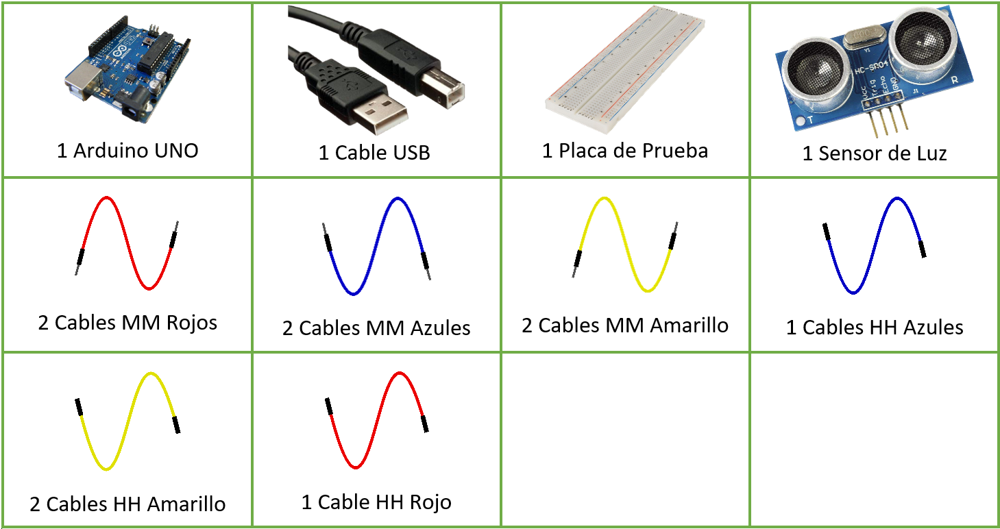 1 Arduino UNO
1 Cable USB
1 Placa de Prueba
HC-SR04
Y1
Vcc
Trig
Echo
GND
J1
T
R
1 Sensor de Luz
2 Cables MM Rojos
2 Cables MM Azules
2 Cables MM Amarillo
1 Cables HH Azules
2 Cables HH Amarillo
1 Cable HH Rojo